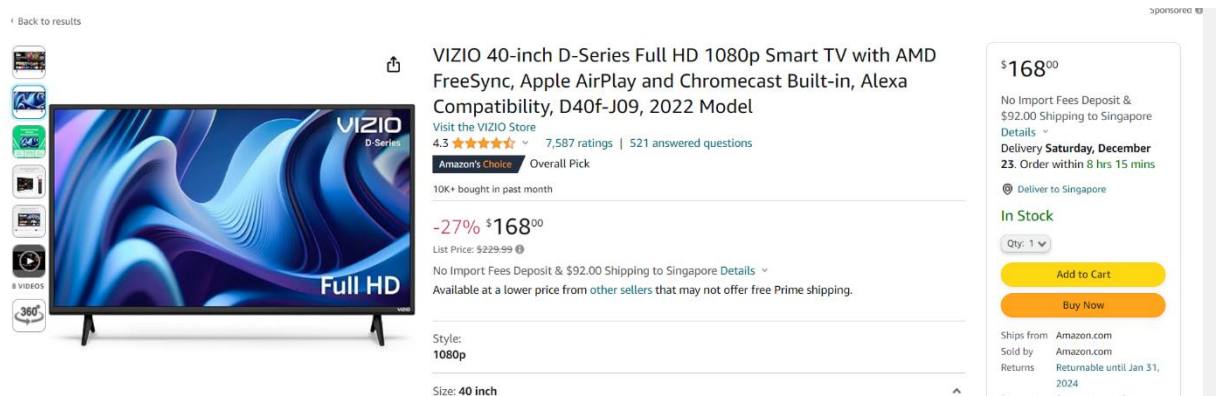 Sponsored
‹ Back to results
VIZIO
D-Series
Full HD
VIZIO
8 VIDEOS
360°
VIZIO 40-inch D-Series Full HD 1080p Smart TV with AMD
FreeSync, Apple AirPlay and Chromecast Built-in, Alexa
Compatibility, D40f-J09, 2022 Model
Visit the VIZIO Store
4.3 7,587 ratings | 521 answered questions
Amazon's Choice Overall Pick
10K+ bought in past month
-27% $16800
List Price: $229.99
No Import Fees Deposit & $92.00 Shipping to Singapore Details
Available at a lower price from other sellers that may not offer free Prime shipping.
Style:
1080p
Size: 40 inch
$16800
No Import Fees Deposit &
$92.00 Shipping to Singapore
Details
Delivery Saturday, December
23. Order within 8 hrs 15 mins
Deliver to Singapore
In Stock
Qty: 1
Add to Cart
Buy Now
Ships from Amazon.com
Sold by Amazon.com
Returns Returnable until Jan 31,
2024